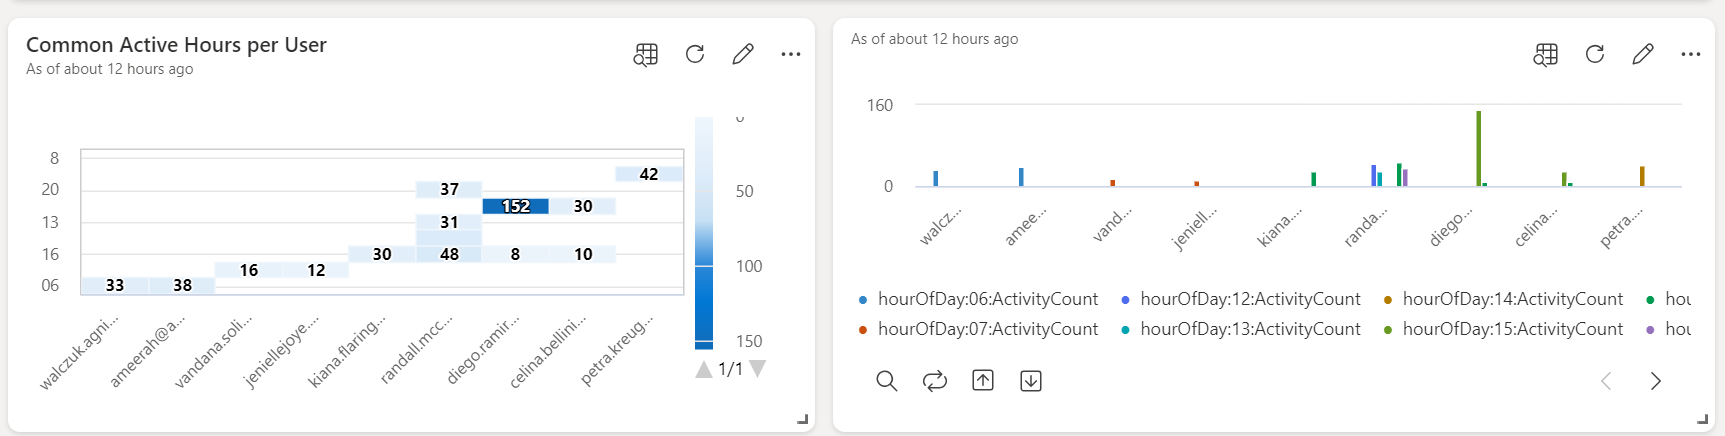 Common Active Hours per User
As of about 12 hours ago
8
20
13
16
06
42
37
152 30
31
30 48 8 10
16 12
33 38
walczuk.agni...
ameerah@a...
vandana.soli...
jeniellejoye....
kiana.flaring...
randall.mcc...
diego.ramir...
celina.bellini...
petra.kreug...
0
50
100
150
1/1
As of about 12 hours ago
160
0
walcz...
amee...
vand...
jeniell...
kiana....
randa...
diego...
celina...
petra....
hourOfDay:06:ActivityCount hourOfDay:12:ActivityCount hourOfDay:14:ActivityCount hou
hourOfDay:07:ActivityCount hourOfDay:13:ActivityCount hourOfDay:15:ActivityCount hou